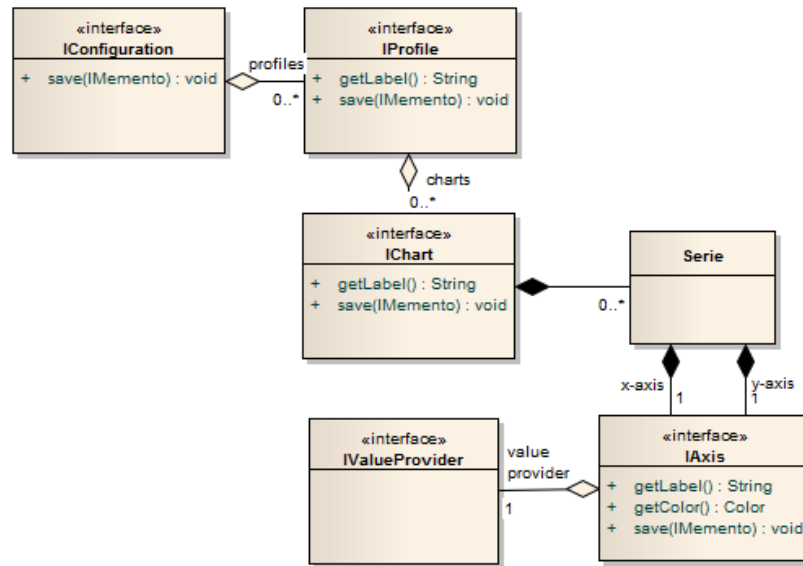 «interface»
IConfiguration
+ save(IMemento) : void
profiles
0..*
«interface»
IProfile
+ getLabel() : String
+ save(IMemento) : void
charts
0..*
«interface»
IChart
+ getLabel() : String
+ save(IMemento) : void
0..*
Serie
x-axis
1
y-axis
1
«interface»
IValueProvider
value
provider
1
«interface»
IAxis
+ getLabel() : String
+ getColor() : Color
+ save(IMemento) : void